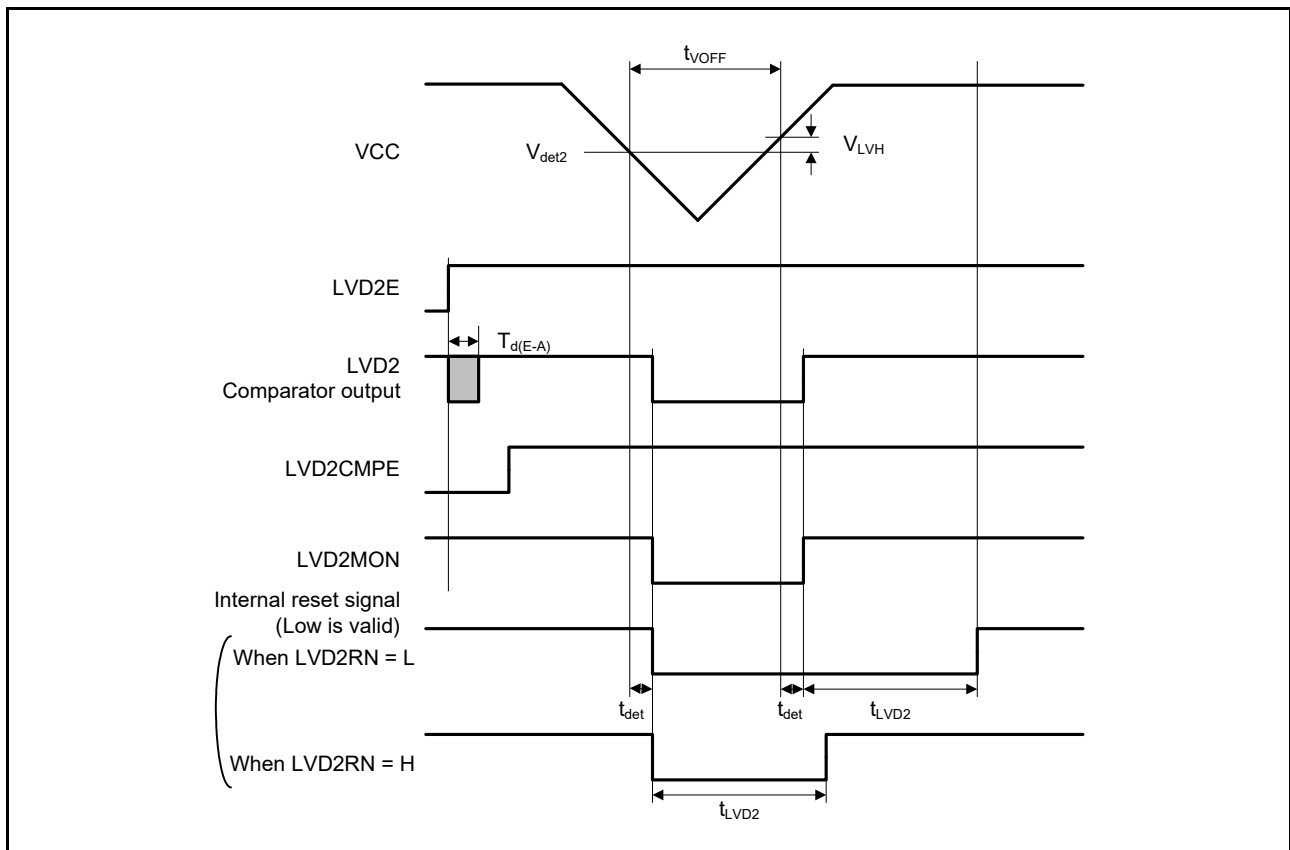 tVOFF
VCC
Vdet2
VLVH
LVD2E
Td(E-A)
LVD2
Comparator output
LVD2CMPE
LVD2MON
Internal reset signal
(Low is valid)
When LVD2RN = L
tdet
tdet
tLVD2
When LVD2RN = H
tLVD2